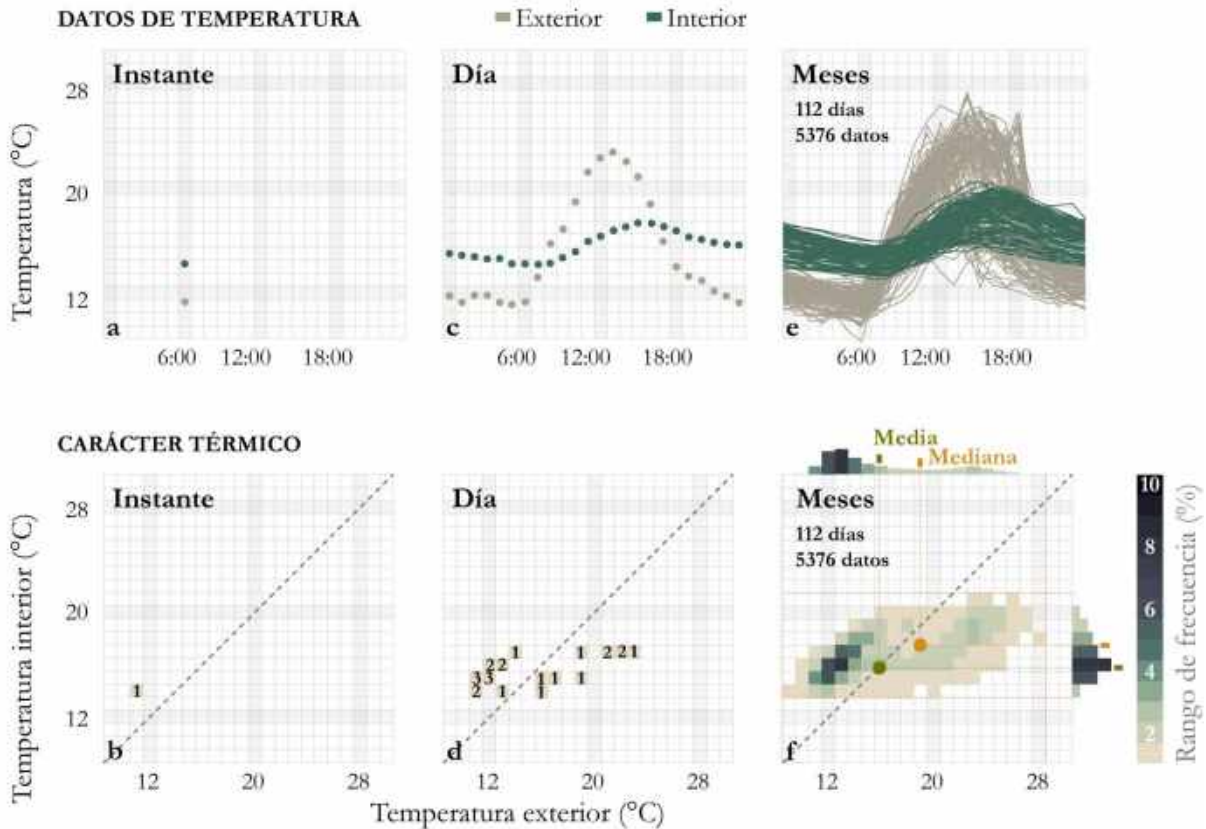 DATOS DE TEMPERATURA
Exterior
Interior
Temperatura (°C)
28
20
12
Instante
a
6:00 12:00 18:00
Día
c
6:00 12:00 18:00
Meses
112 días
5376 datos
e
6:00 12:00 18:00
CARÁCTER TÉRMICO
Temperatura interior (°C)
28
20
12
Instante
1
b
12 20 28
Día
1 1 2 2 1
2 1
3 3 1 1 1
2 1 1
d
12 20 28
Temperatura exterior (°C)
Media
Mediana
Meses
112 días
5376 datos
f
12 20 28
10
8
6
4
2
Rango de frecuencia (%)